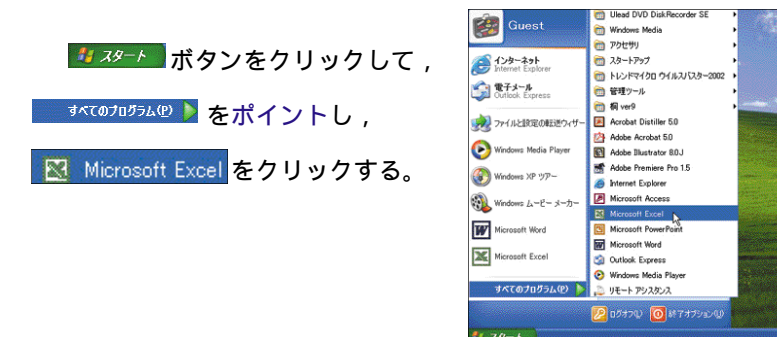 スタート ボタンをクリックして，
すべてのプログラム(P) をポイントし，
Microsoft Excel をクリックする。
Guest
インターネット
Internet Explorer
電子メール
Outlook Express
ファイルと設定の転送ウィザー
Windows Media Player
Windows XP ツアー
Windows ムービー メーカー
Microsoft Word
Microsoft Excel
すべてのプログラム(P)
Ulead DVD DiskRecorder SE
Windows Media
アクセサリ
スタートアップ
トレンドマイクロ ウイルスバスター2002
管理ツール
桐 ver9
Acrobat Distiller 5.0
Adobe Acrobat 5.0
Adobe Illustrator 8.0J
Adobe Premiere Pro 1.5
Internet Explorer
Microsoft Access
Microsoft Excel
Microsoft PowerPoint
Microsoft Word
Outlook Express
Windows Media Player
リモート アシスタンス
ログオフ(L)
終了オプション(U)
スタート